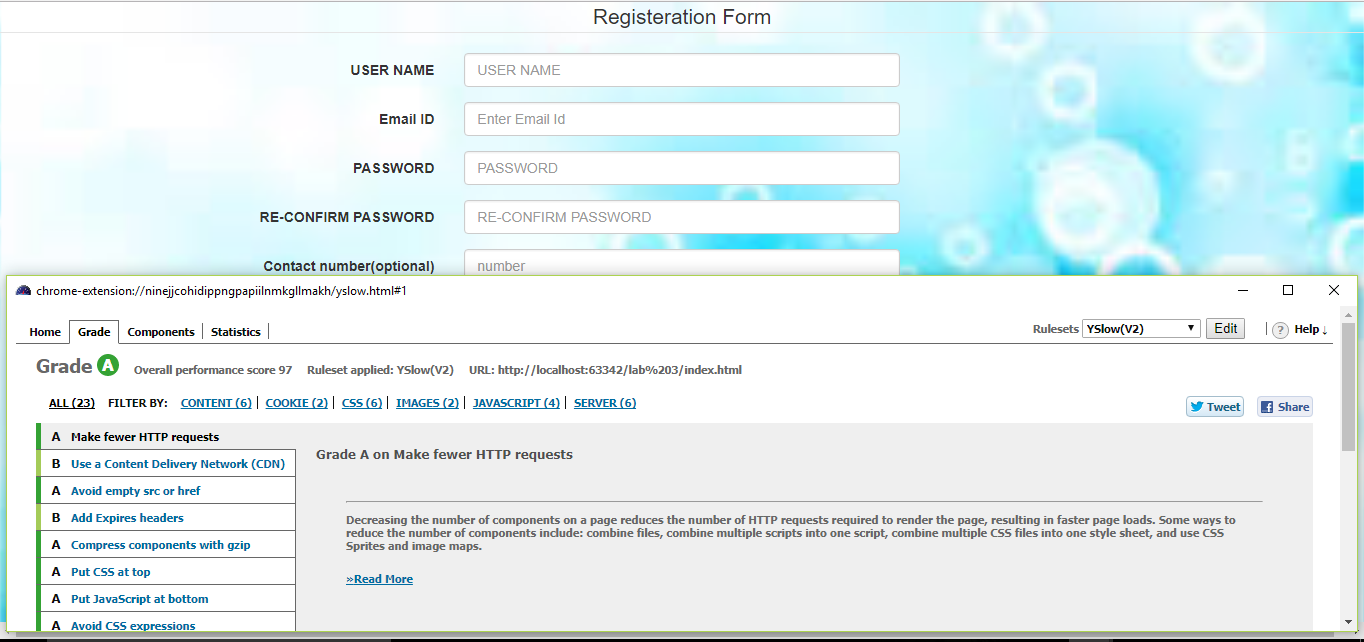 Registeration Form
USER NAME USER NAME
Email ID Enter Email Id
PASSWORD PASSWORD
RE-CONFIRM PASSWORD RE-CONFIRM PASSWORD
Contact number(optional) number
chrome-extension://ninejjcohidippngpapiilnmkgllmakh/yslow.html#1
Home Grade Components Statistics Rulesets YSlow(V2) Edit ? Help ↓
Grade A Overall performance score 97 Ruleset applied: YSlow(V2) URL: http://localhost:63342/lab%203/index.html
ALL (23) FILTER BY: CONTENT (6) COOKIE (2) CSS (6) IMAGES (2) JAVASCRIPT (4) SERVER (6)
Tweet Share
A Make fewer HTTP requests
B Use a Content Delivery Network (CDN)
A Avoid empty src or href
B Add Expires headers
A Compress components with gzip
A Put CSS at top
A Put JavaScript at bottom
A Avoid CSS expressions
Grade A on Make fewer HTTP requests
Decreasing the number of components on a page reduces the number of HTTP requests required to render the page, resulting in faster page loads. Some ways to
reduce the number of components include: combine files, combine multiple scripts into one script, combine multiple CSS files into one style sheet, and use CSS
Sprites and image maps.
»Read More